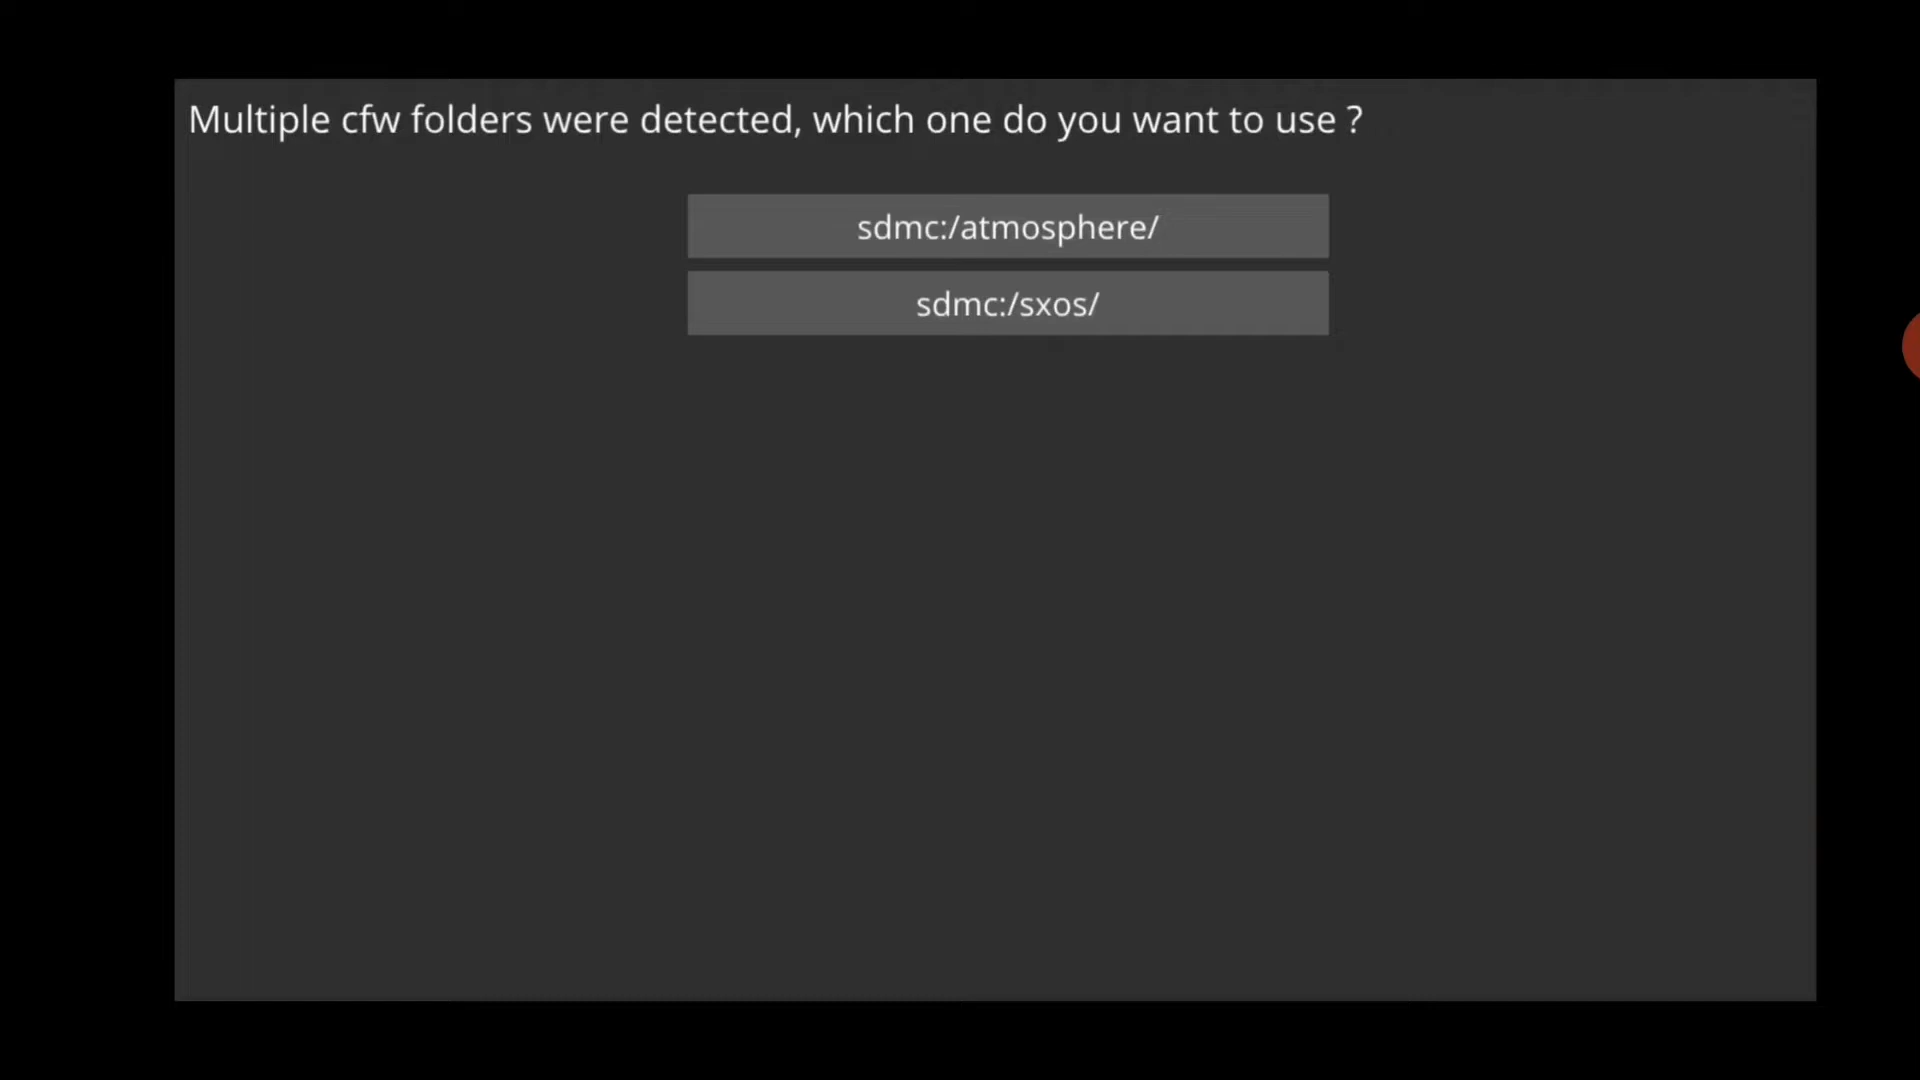 Multiple cfw folders were detected, which one do you want to use ?
sdmc:/atmosphere/
sdmc:/sxos/